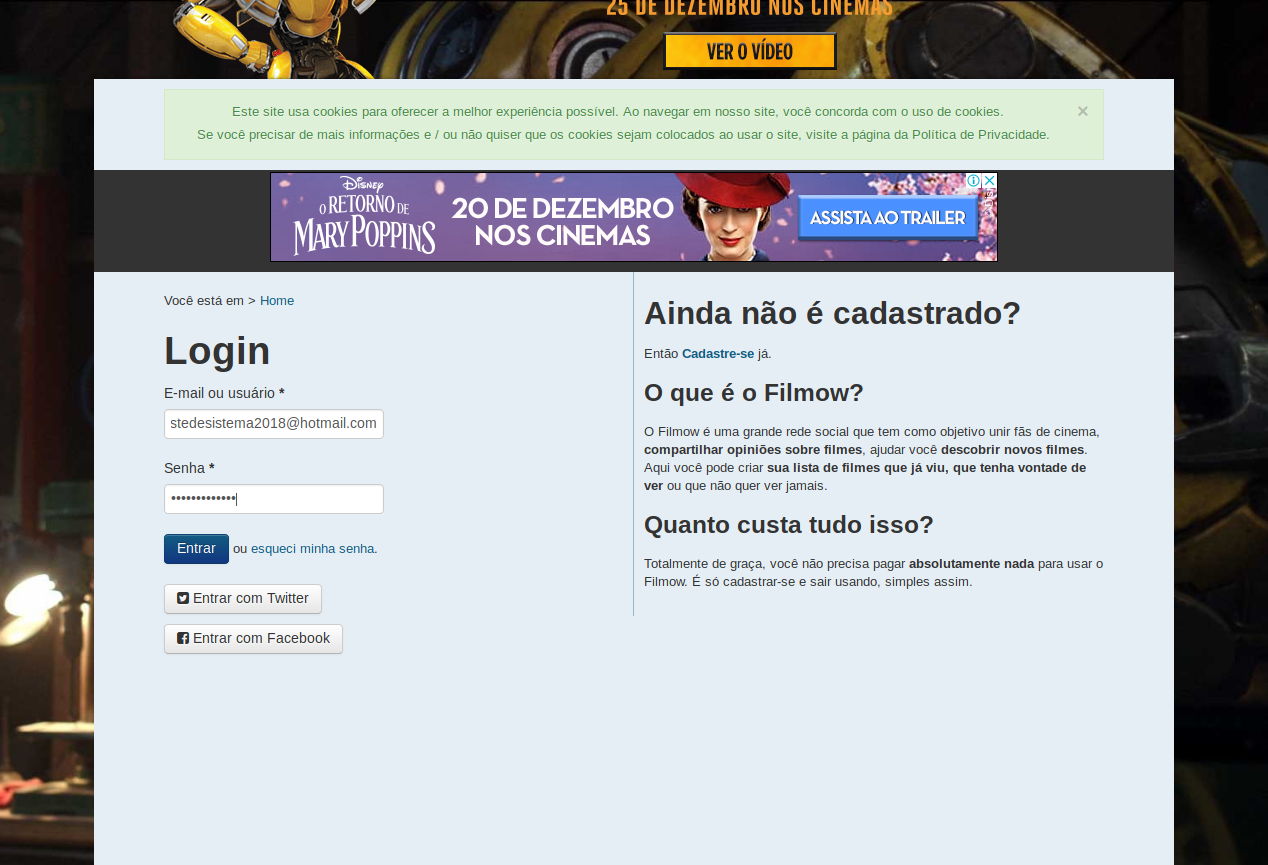 25 DE DEZEMBRO NOS CINEMAS
VER O VÍDEO
Este site usa cookies para oferecer a melhor experiência possível. Ao navegar em nosso site, você concorda com o uso de cookies.
×
Se você precisar de mais informações e / ou não quiser que os cookies sejam colocados ao usar o site, visite a página da Política de Privacidade.
DISNEY
O RETORNO DE
MARY POPPINS
20 DE DEZEMBRO
NOS CINEMAS
ASSISTA AO TRAILER
Você está em > Home
Login
E-mail ou usuário *
stedesistema2018@hotmail.com
Senha *
•••••••••••••
Entrar ou esqueci minha senha.
Entrar com Twitter
Entrar com Facebook
Ainda não é cadastrado?
Então Cadastre-se já.
O que é o Filmow?
O Filmow é uma grande rede social que tem como objetivo unir fãs de cinema,
compartilhar opiniões sobre filmes, ajudar você descobrir novos filmes.
Aqui você pode criar sua lista de filmes que já viu, que tenha vontade de
ver ou que não quer ver jamais.
Quanto custa tudo isso?
Totalmente de graça, você não precisa pagar absolutamente nada para usar o
Filmow. É só cadastrar-se e sair usando, simples assim.